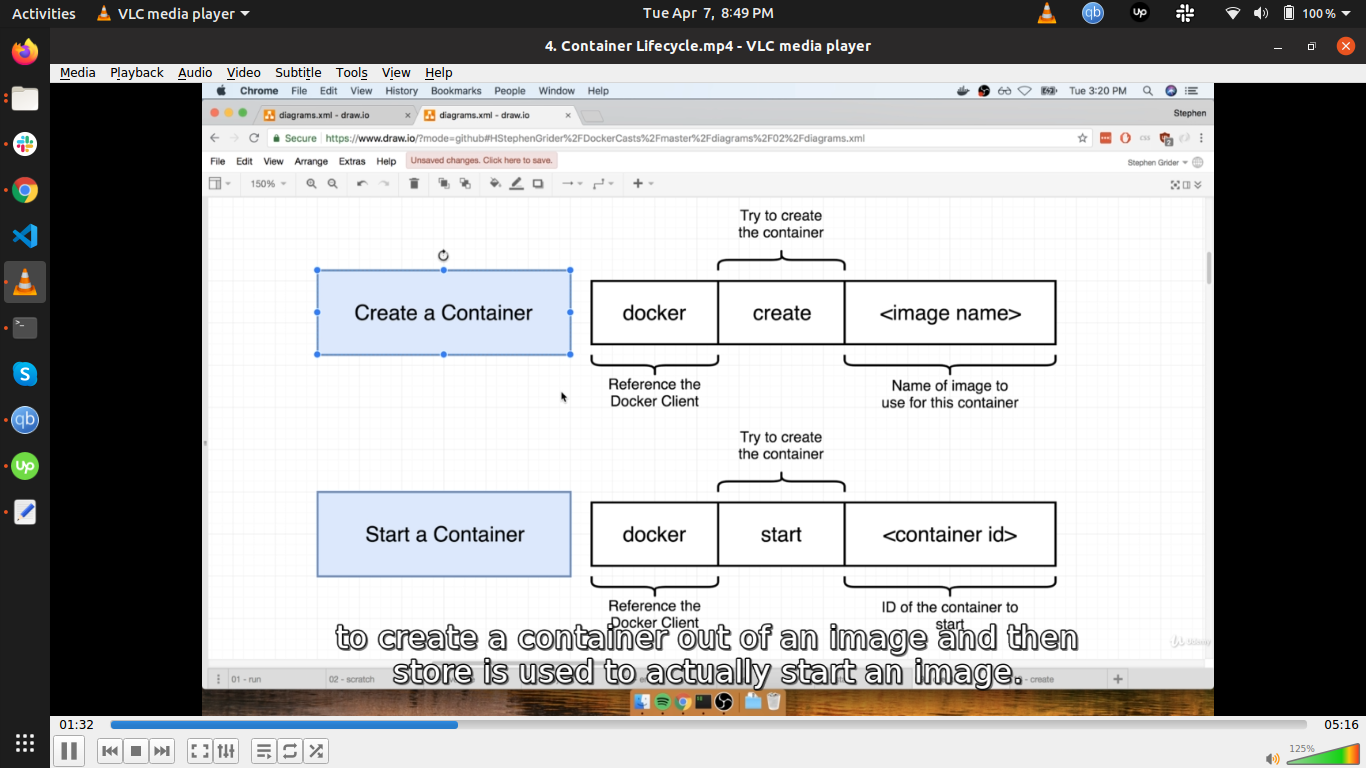 Activities VLC media player Tue Apr 7, 8:49 PM 100 %
4. Container Lifecycle.mp4 - VLC media player
Media Playback Audio Video Subtitle Tools View Help
Chrome File Edit View History Bookmarks People Window Help Tue 3:20 PM
diagrams.xml - draw.io diagrams.xml - draw.io Stephen
Secure https://www.draw.io/?mode=github#HStephenGrider%2FDockerCasts%2Fmaster%2Fdiagrams%2F02%2Fdiagrams.xml
File Edit View Arrange Extras Help Unsaved changes. Click here to save. Stephen Grider
150%
Try to create
the container
Create a Container docker create <image name>
Reference the
Docker Client
Name of image to
use for this container
Try to create
the container
Start a Container docker start <container id>
Reference the
Docker Client
ID of the container to
start
to create a container out of an image and then
store is used to actually start an image.
01 - run 02 - scratch - create
01:32 05:16
125%